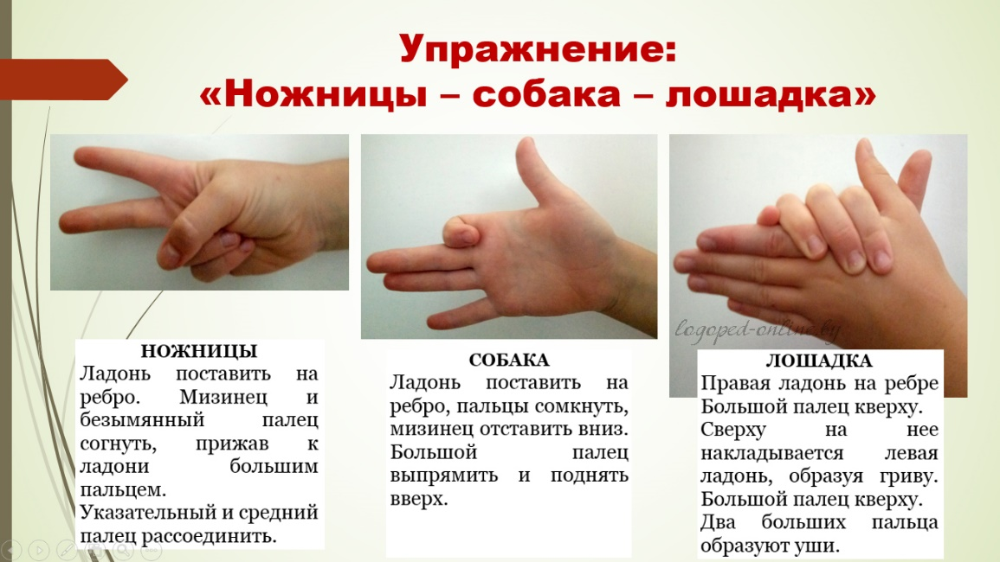 Упражнение:
«Ножницы – собака – лошадка»
НОЖНИЦЫ
Ладонь поставить на
ребро. Мизинец и
безымянный палец
согнуть, прижав к
ладони большим
пальцем.
Указательный и средний
палец рассоединить.
СОБАКА
Ладонь поставить на
ребро, пальцы сомкнуть,
мизинец отставить вниз.
Большой палец
выпрямить и поднять
вверх.
logoped-online.by
ЛОШАДКА
Правая ладонь на ребре
Большой палец кверху.
Сверху на нее
накладывается левая
ладонь, образуя гриву.
Большой палец кверху.
Два больших пальца
образуют уши.